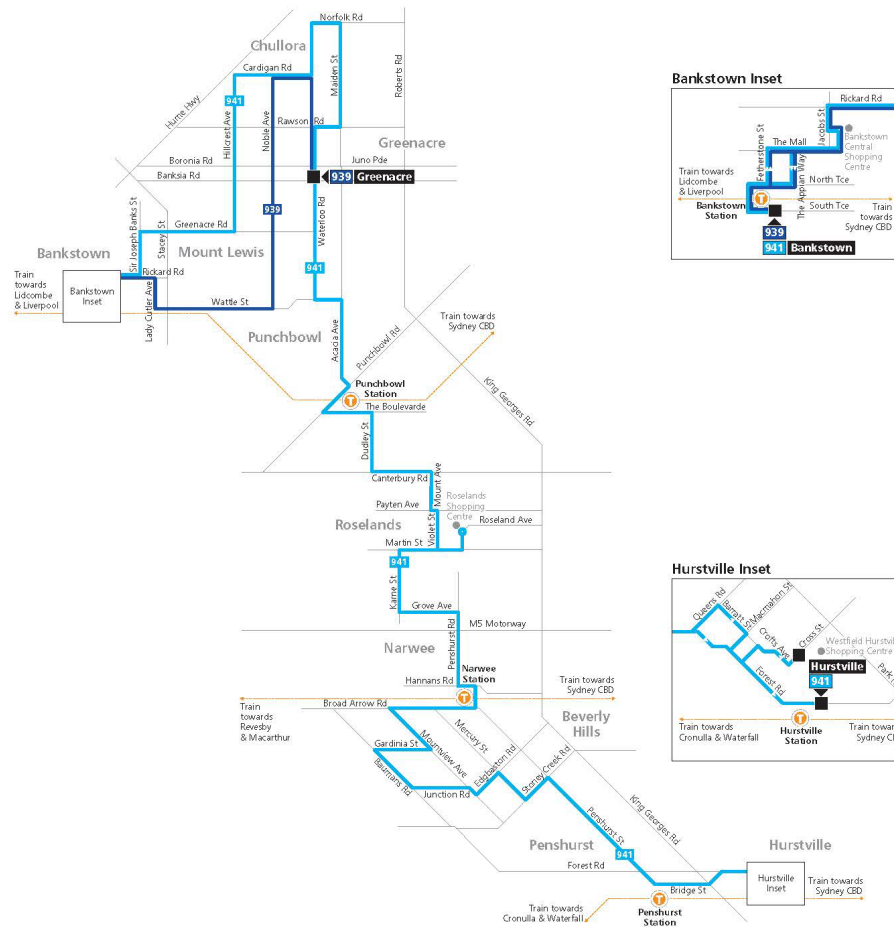 Norfolk Rd
Chullora
Cardigan Rd
Maiden St
Roberts Rd
Hume Hwy
941
Hillcrest Ave
Noble Ave
Rawson Rd
Greenacre
Boronia Rd
Juno Pde
Banksia Rd
939 Greenacre
Sir Joseph Banks St
Stacey St
Greenacre Rd
939
Waterloo Rd
Bankstown
Mount Lewis
941
Train
towards
Lidcombe
& Liverpool
Bankstown
Inset
Rickard Rd
Lady Cutler Ave
Wattle St
Punchbowl
Acacia Ave
Punchbowl Rd
Train towards
Sydney CBD
Punchbowl
Station
T
The Boulevarde
King Georges Rd
Dudley St
Canterbury Rd
Mount Ave
Payten Ave
Roselands
Shopping
Centre
Roseland Ave
Roselands
Violet St
Martin St
941
Karne St
Grove Ave
M5 Motorway
Penshurst Rd
Narwee
Narwee
Station
Hannans Rd
T
Train towards
Sydney CBD
Train
towards
Revesby
& Macarthur
Broad Arrow Rd
Beverly
Hills
Gardinia St
Mountview Ave
Mercury St
Baumans Rd
Edgbaston Rd
Stoney Creek Rd
Junction Rd
King Georges Rd
Penshurst St
Penshurst
941
Hurstville
Forest Rd
Bridge St
Hurstville
Inset
Train towards
Sydney CBD
T
Train towards
Cronulla & Waterfall
Penshurst
Station
Bankstown Inset
Rickard Rd
Jacobs St
Bankstown
Central
Shopping
Centre
Fetherstone St
The Mall
The Appian Way
Train towards
Lidcombe
& Liverpool
North Tce
T
Bankstown
Station
South Tce
Train
towards
Sydney CBD
939
941 Bankstown
Hurstville Inset
Queens Rd
Barratt St
Macmahon St
Crofts Ave
Cross St
Westfield Hurstvi
Shopping Centre
Hurstville
941
Forest Rd
Park
T
Train towards
Cronulla & Waterfall
Hurstville
Station
Train towar
Sydney C